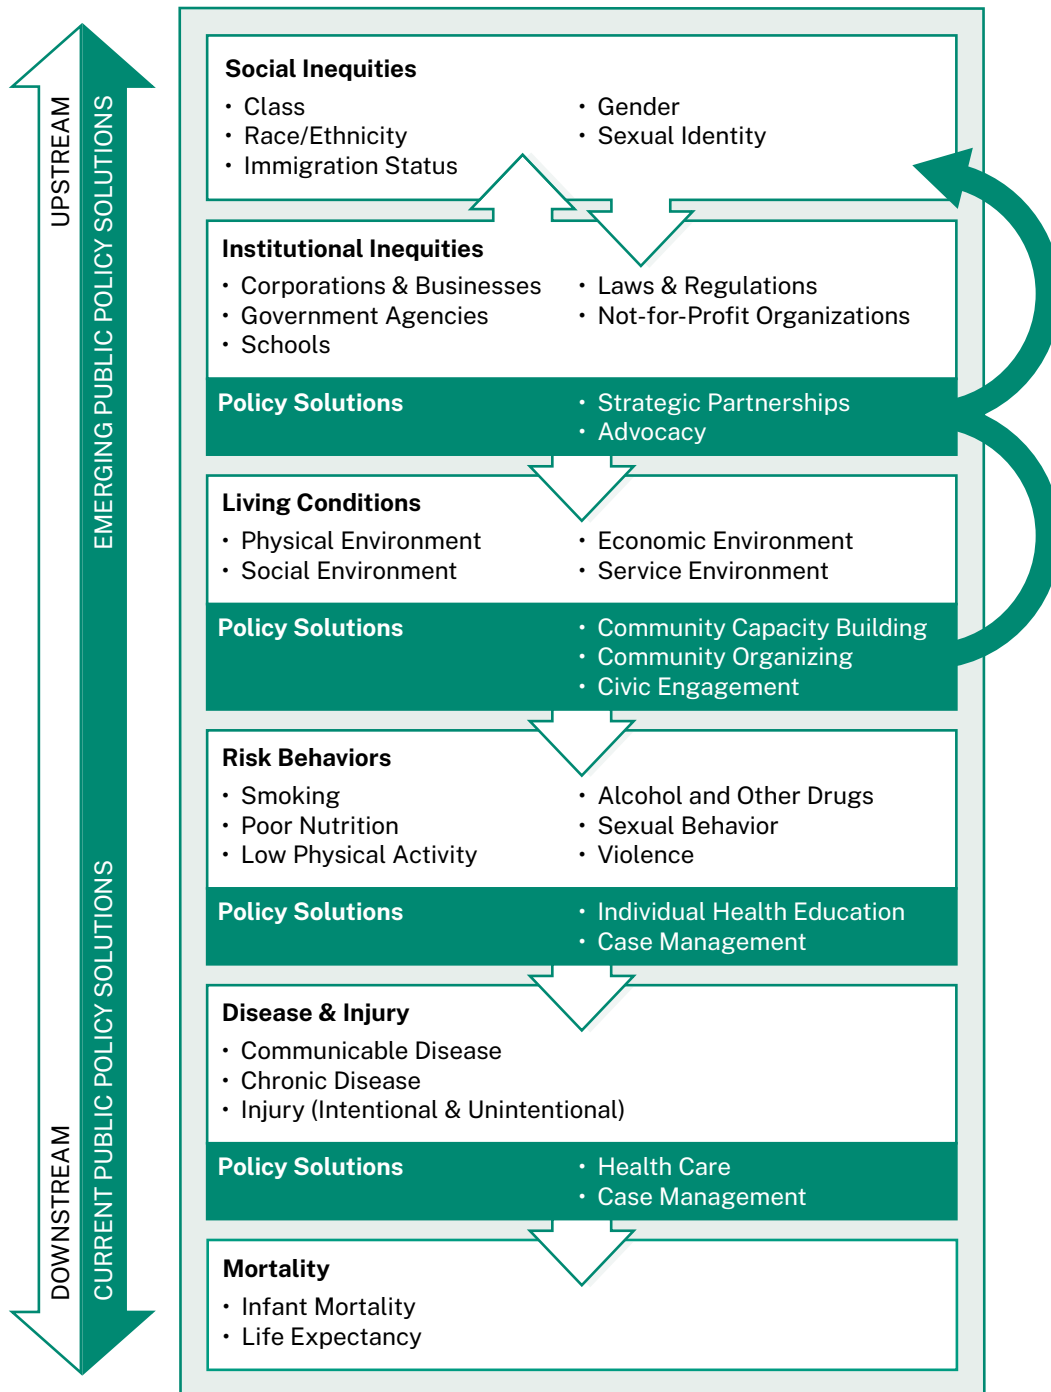 UPSTREAM
EMERGING PUBLIC POLICY SOLUTIONS
DOWNSTREAM
CURRENT PUBLIC POLICY SOLUTIONS
Social Inequities
· Class
· Race/Ethnicity
· Immigration Status
· Gender
· Sexual Identity
Institutional Inequities
· Corporations & Businesses
· Government Agencies
· Schools
· Laws & Regulations
· Not-for-Profit Organizations
Policy Solutions
· Strategic Partnerships
· Advocacy
Living Conditions
· Physical Environment
· Social Environment
· Economic Environment
· Service Environment
Policy Solutions
· Community Capacity Building
· Community Organizing
· Civic Engagement
Risk Behaviors
· Smoking
· Poor Nutrition
· Low Physical Activity
· Alcohol and Other Drugs
· Sexual Behavior
· Violence
Policy Solutions
· Individual Health Education
· Case Management
Disease & Injury
· Communicable Disease
· Chronic Disease
· Injury (Intentional & Unintentional)
Policy Solutions
· Health Care
· Case Management
Mortality
· Infant Mortality
· Life Expectancy